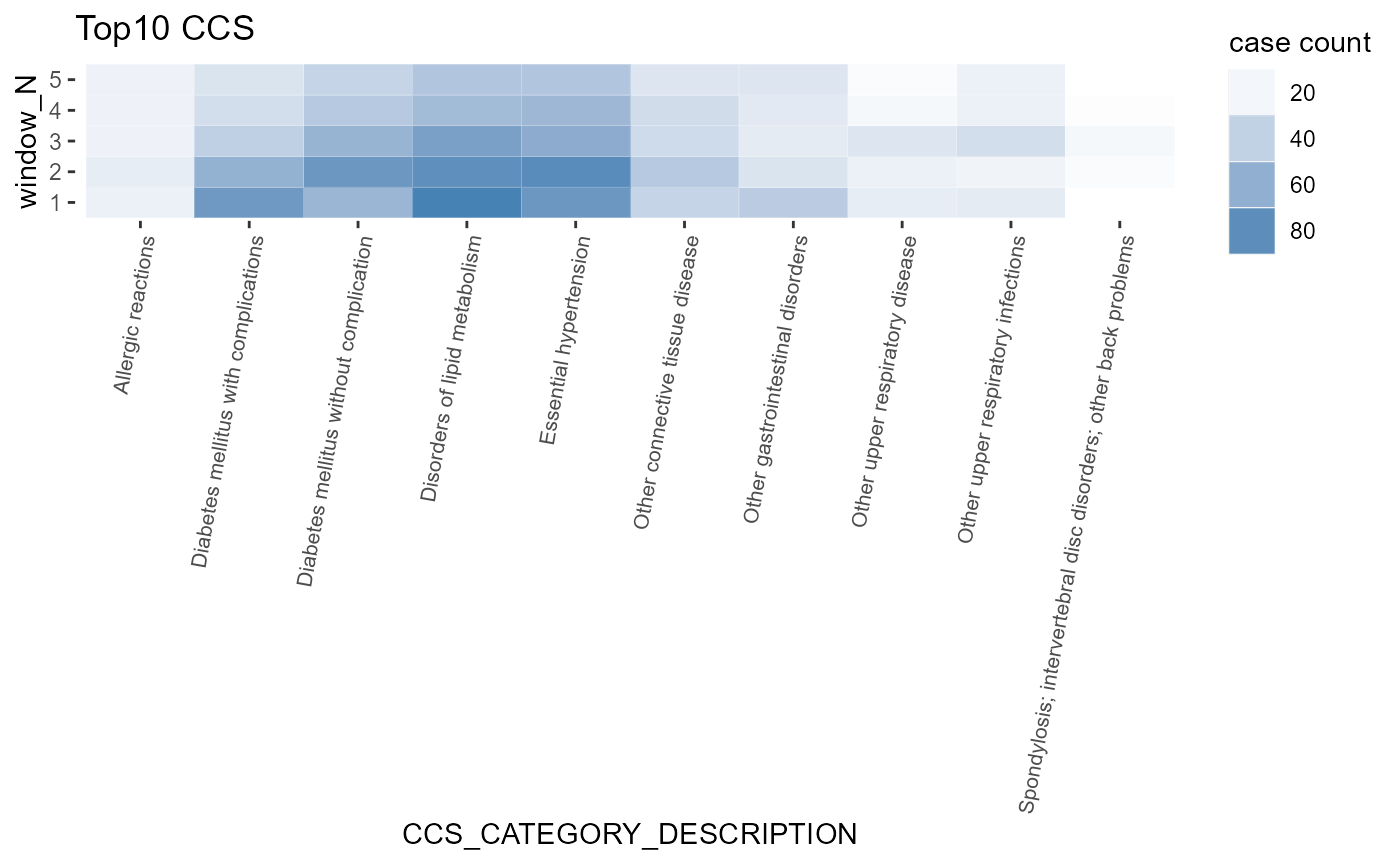 Top10 CCS
window_N
5
4
3
2
1
Allergic reactions
Diabetes mellitus with complications
Diabetes mellitus without complication
Disorders of lipid metabolism
Essential hypertension
Other connective tissue disease
Other gastrointestinal disorders
Other upper respiratory disease
Other upper respiratory infections
Spondylosis; intervertebral disc disorders; other back problems
CCS_CATEGORY_DESCRIPTION
case count
20
40
60
80